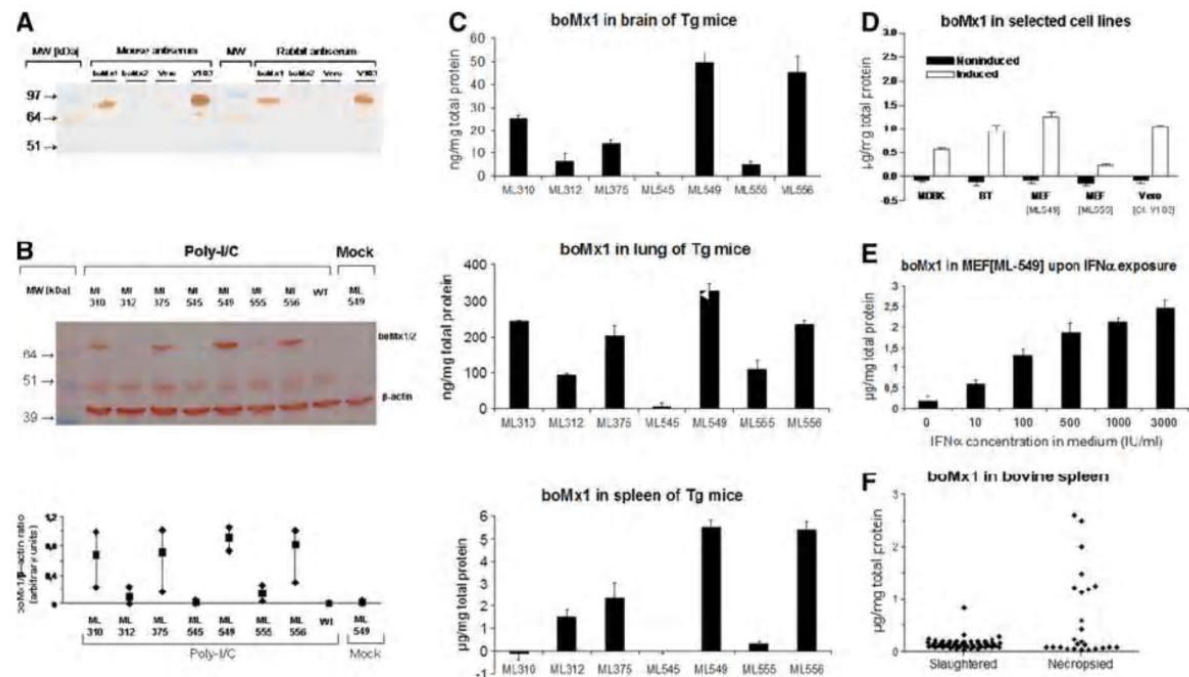 A
MW [kDa] Mouse antiserum MW Rabbit antiserum
boMx1 boMx2 Vero V103 boMx1 boMx2 Vero V103
97
64
51
B
Poly-I/C Mock
MW [kDa] 310 312 375 545 549 555 556 WT ML 549
boMx1/2
64
51
β-actin
39
boMx1/β-actin ratio
(arbitrary units)
ML 310 ML 312 ML 375 ML 545 ML 549 ML 555 ML 556 WT ML 549
Poly-I/C Mock
C
boMx1 in brain of Tg mice
ng/mg total protein
60
50
40
30
20
10
0
ML310 ML312 ML375 ML545 ML549 ML555 ML556
boMx1 in lung of Tg mice
ng/mg total protein
400
300
200
100
0
ML310 ML312 ML375 ML545 ML549 ML555 ML556
boMx1 in spleen of Tg mice
µg/mg total protein
6
5
4
3
2
1
0
-1
ML310 ML312 ML375 ML545 ML549 ML555 ML556
D
boMx1 in selected cell lines
µg/mg total protein
3.0
2.5
2.0
1.5
1.0
0.5
0.0
-0.5
Noninduced
Induced
MDBK BT MEF MEF Vero
[ML549] [ML555] [Cl. V103]
E
boMx1 in MEF[ML-549] upon IFNα exposure
µg/mg total protein
3
2,5
2
1,5
1
0,5
0
0 10 100 500 1000 3000
IFNα concentration in medium (IU/ml)
F
boMx1 in bovine spleen
µg/mg total protein
3
2
1
0
Slaughtered Necropsied